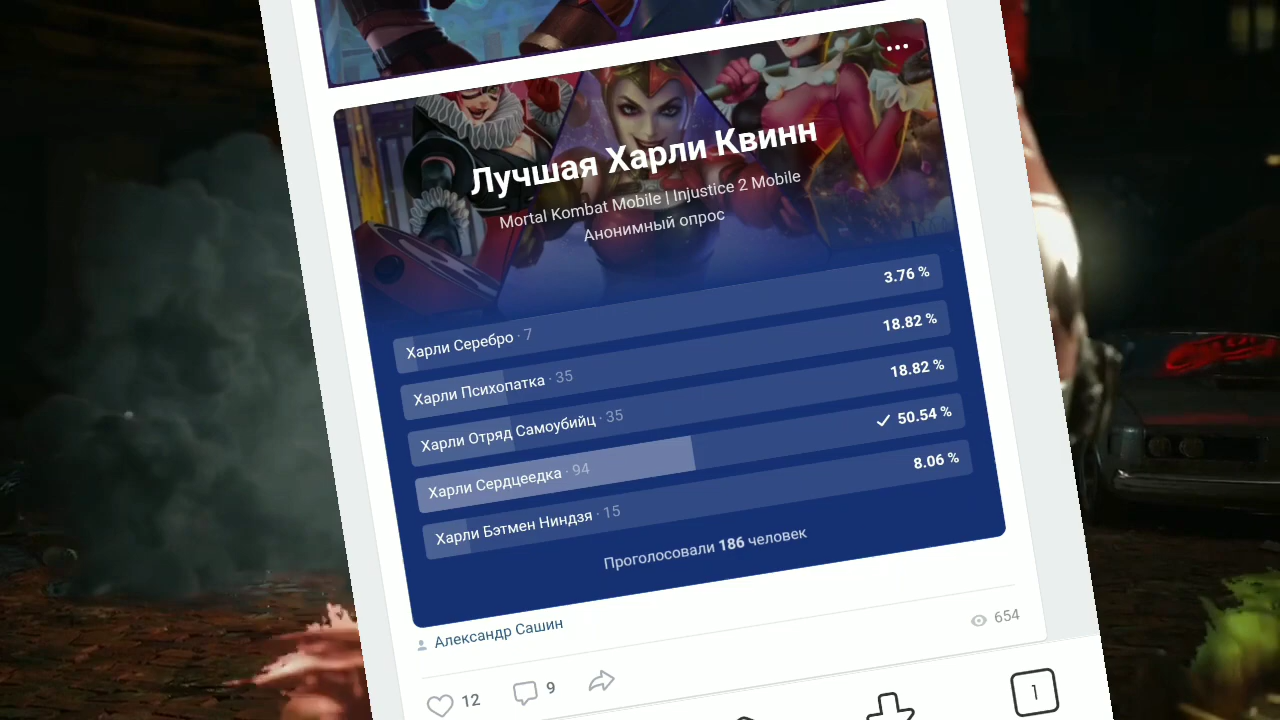 Лучшая Харли Квинн
Mortal Kombat Mobile | Injustice 2 Mobile
Анонимный опрос
Харли Серебро · 7 3.76 %
Харли Психопатка · 35 18.82 %
Харли Отряд Самоубийц · 35 18.82 %
Харли Сердцеедка · 94 50.54 %
Харли Бэтмен Ниндзя · 15 8.06 %
Проголосовали 186 человек
Александр Сашин
654
12 9
1